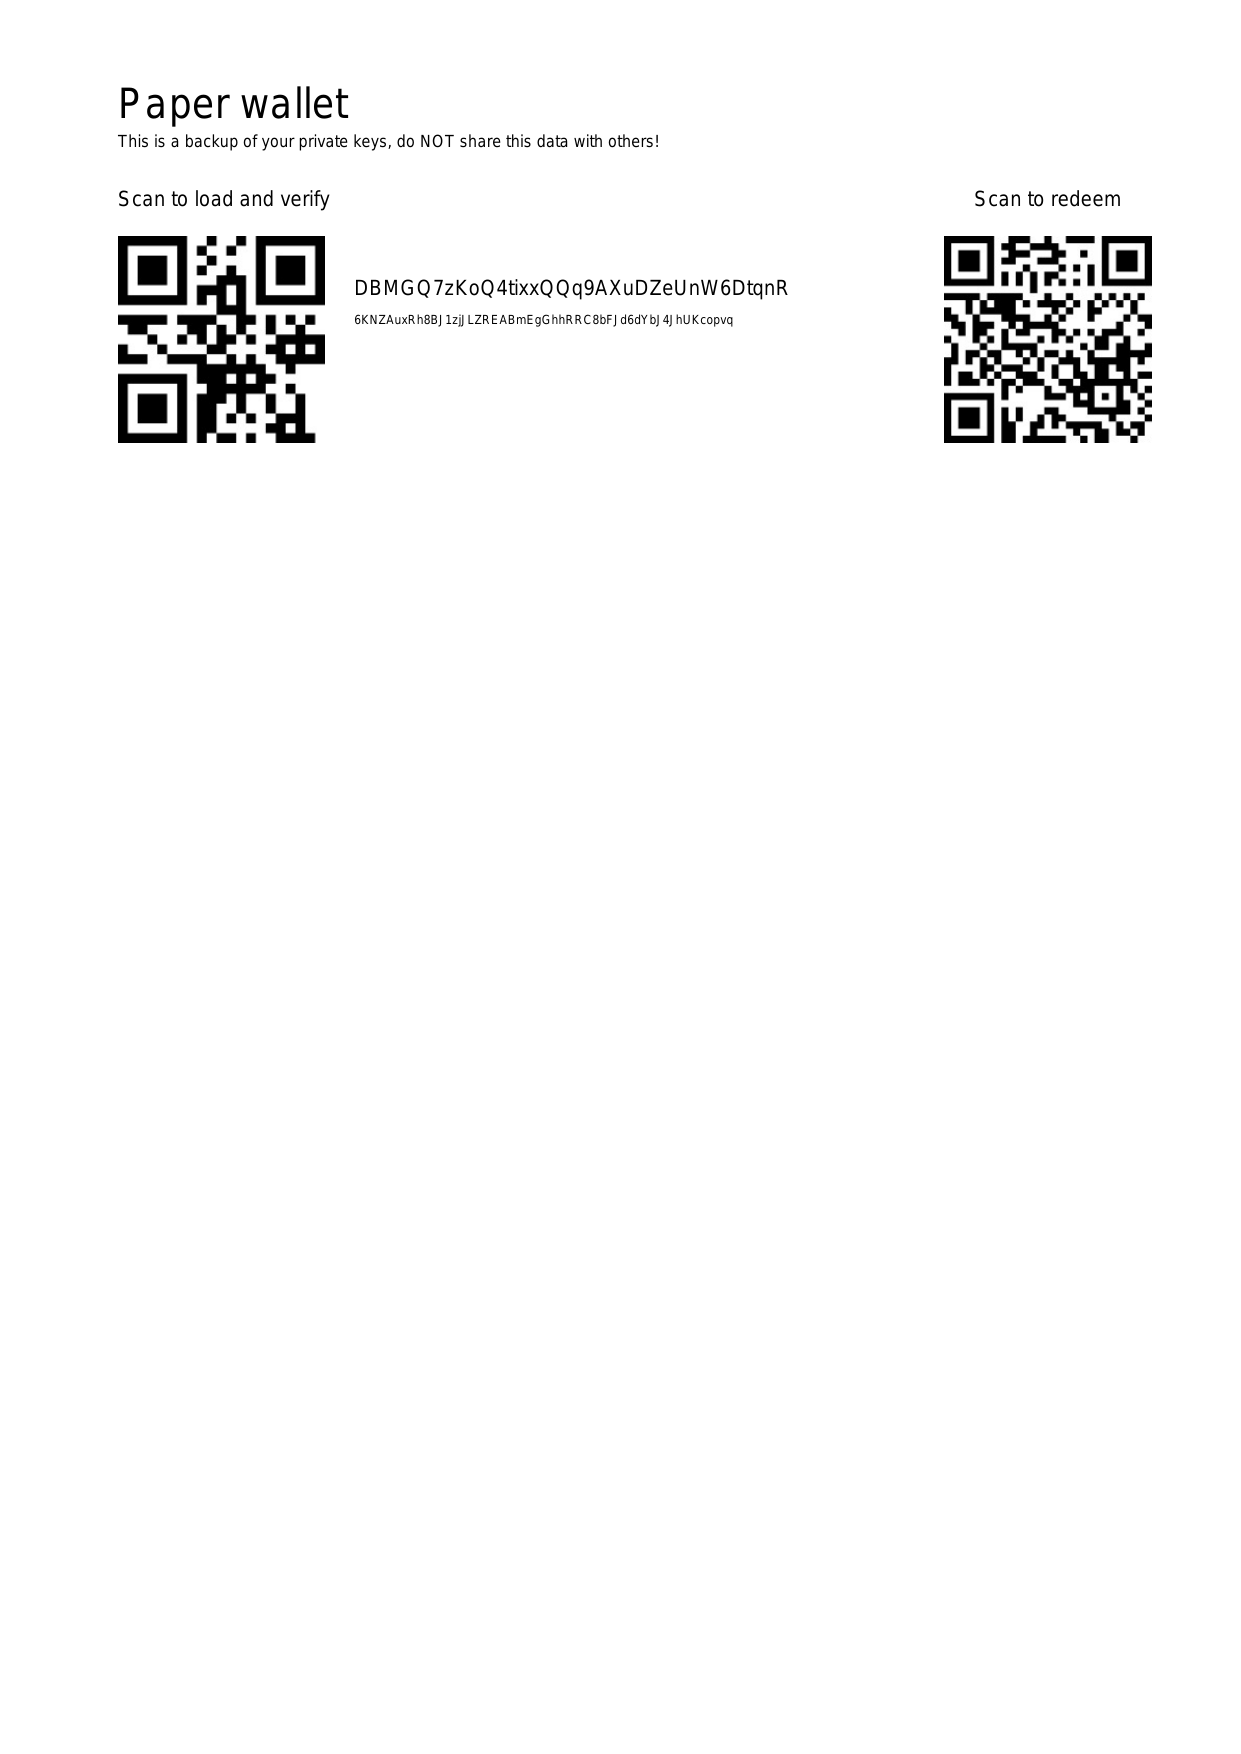 Paper wallet
This is a backup of your private keys, do NOT share this data with others!
Scan to load and verify
Scan to redeem
DBMGQ7zKoQ4tixxQQq9AXuDZeUnW6DtqnR
6KNZAuxRh8BJ1zjJLZREABmEgGhhRRC8bFJd6dYbJ4JhUKcopvq